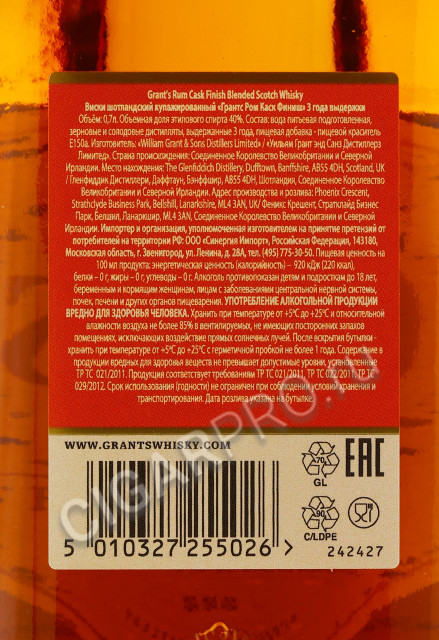 Grant's Rum Cask Finish Blended Scotch Whisky
Виски шотландский купажированный «Грантс Ром Каск Финиш» 3 года выдержки
Объём: 0,7л. Объемная доля этилового спирта 40%. Состав: вода питьевая подготовленная,
зерновые и солодовые дистилляты, выдержанные 3 года, пищевая добавка - пищевой краситель
E150a. Изготовитель: «William Grant & Sons Distillers Limited» / «Уильям Грант энд Санз Дистиллерз
Лимитед». Страна происхождения: Соединенное Королевство Великобритании и Северной
Ирландии. Место нахождения: The Glenfiddich Distillery, Dufftown, Banffshire, AB55 4DH, Scotland, UK
/ Гленфиддик Дистиллери, Даффтаун, Бэнффшир, AB55 4DH, Шотландия, Соединенное Королевство
Великобритании и Северной Ирландии. Адрес производства и розлива: Phoenix Crescent,
Strathclyde Business Park, Bellshill, Lanarkshire, ML4 3AN, UK/ Феникс Кресент, Стратклайд Бизнес
Парк, Белшил, Ланаркшир, ML4 3AN, Соединенное Королевство Великобритании и Северной
Ирландии. Импортер и организация, уполномоченная изготовителем на принятие претензий от
потребителей на территории РФ: ООО «Синергия Импорт», Российская Федерация, 143180,
Московская область, г. Звенигород, ул. Ленина, д. 28А, тел. (495) 775-30-50. Пищевая ценность на
100 мл продукта: энергетическая ценность (калорийность) – 920 кДж (220 ккал),
белки – 0 г, жиры – 0 г, углеводы – 0 г. Алкоголь противопоказан детям и подросткам до 18 лет,
беременным и кормящим женщинам, лицам с заболеваниями центральной нервной системы,
почек, печени и других органов пищеварения. УПОТРЕБЛЕНИЕ АЛКОГОЛЬНОЙ ПРОДУКЦИИ
ВРЕДНО ДЛЯ ЗДОРОВЬЯ ЧЕЛОВЕКА. Хранить при температуре от +5°C до +25°C и относительной
влажности воздуха не более 85% в вентилируемых, не имеющих посторонних запахов
помещениях, исключающих воздействие прямых солнечных лучей. После вскрытия бутылки -
хранить при температуре от +5°C до +25°C с герметичной пробкой не более 1 года. Содержание в
продукции вредных для здоровья веществ не превышает допустимые уровни, установленные
ТР ТС 021/2011. Продукция соответствует требованиям ТР ТС 021/2011, ТР ТС 022/2011, ТР ТС
029/2012. Срок использования (годности) не ограничен при соблюдении условий хранения и
транспортирования. Дата розлива указана на бутылке.
WWW.GRANTSWHISKY.COM
70
GL
EAC
90
C/LDPE
5 010327 255026 >
242427
CIGARPRO.RU